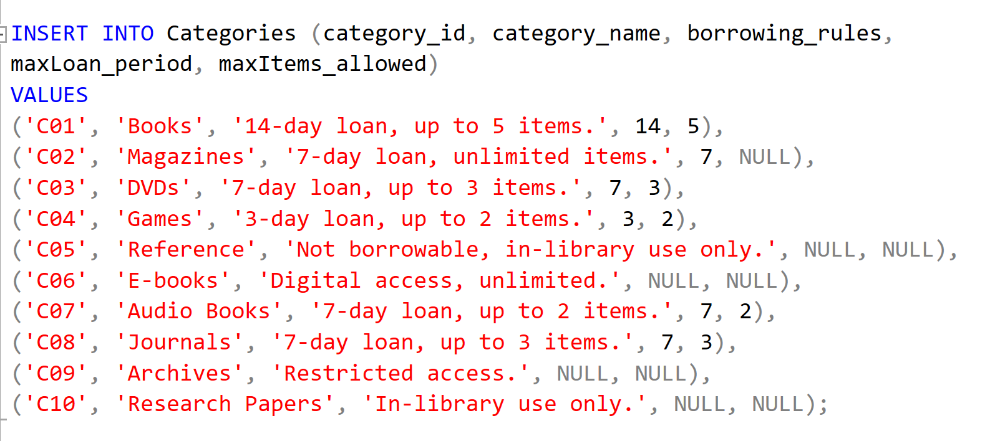 INSERT INTO Categories (category_id, category_name, borrowing_rules,
maxLoan_period, maxItems_allowed)
VALUES
('C01', 'Books', '14-day loan, up to 5 items.', 14, 5),
('C02', 'Magazines', '7-day loan, unlimited items.', 7, NULL),
('C03', 'DVDs', '7-day loan, up to 3 items.', 7, 3),
('C04', 'Games', '3-day loan, up to 2 items.', 3, 2),
('C05', 'Reference', 'Not borrowable, in-library use only.', NULL, NULL),
('C06', 'E-books', 'Digital access, unlimited.', NULL, NULL),
('C07', 'Audio Books', '7-day loan, up to 2 items.', 7, 2),
('C08', 'Journals', '7-day loan, up to 3 items.', 7, 3),
('C09', 'Archives', 'Restricted access.', NULL, NULL),
('C10', 'Research Papers', 'In-library use only.', NULL, NULL);